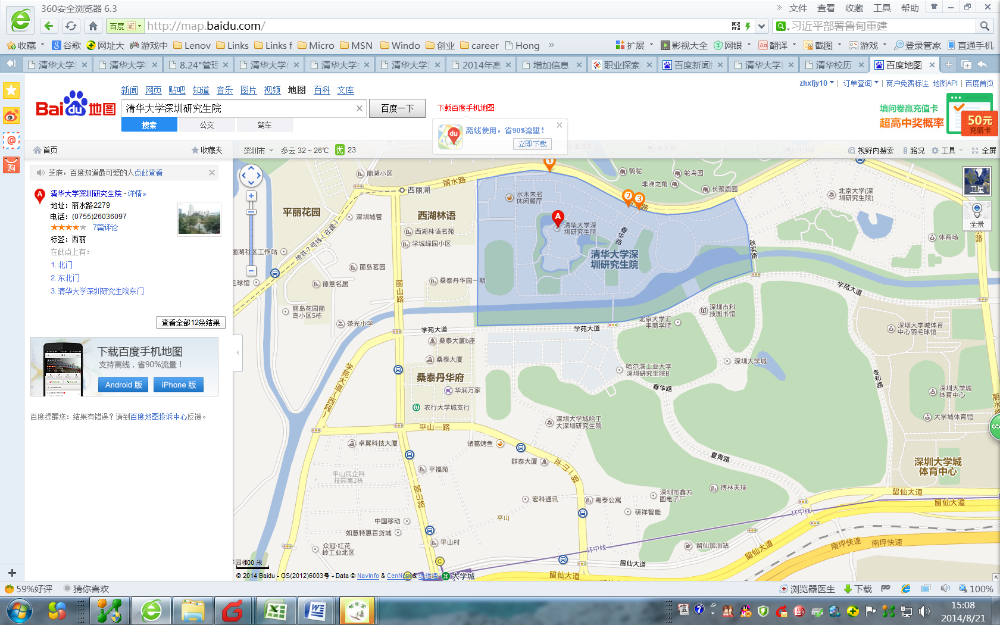 360安全浏览器 6.3
» 文件 查看 收藏 工具 帮助
百度 证 http://map.baidu.com/
习近平部署鲁甸重建
收藏 谷歌 网址大 游戏中 Lenov Links Links f Micro MSN Windo 创业 career Hong »
扩展 影视大全 网银 翻译 截图 游戏 登录管家 直通手机
清华大学 清华大学 8.24"管理 清华大学 清华大学 清华大学 2014年高 增加信息 职业探索 百度新闻 清华大学 清华校历 百度地图
zhxfjy10 订单查询 商户免费标注 地图API 百度首页
新闻 网页 贴吧 知道 音乐 图片 视频 地图 百科 文库
Bai du 地图
清华大学深圳研究生院
百度一下
下载百度手机地图
搜索 公交 驾车
离线使用，省90%流量！
立即下载
填问卷赢充值卡
超高中奖概率
50元
充值卡
首页 收藏夹
深圳市 多云 32 ~ 26℃ 优 23
视野内搜索 路况 工具 全屏
芝麻，百度知道最可爱的人点此查看
A 清华大学深圳研究生院 - 详情»
地址：丽水路2279
电话：(0755)26036097
7篇评论
标签：西丽
在此点上有：
1. 北门
2. 东北门
3. 清华大学深圳研究生院东门
查看全部12条结果
下载百度手机地图
支持离线，省90%流量！
Android 版 iPhone 版
百度提醒您：结果有错误？请到百度地图投诉中心反馈。
卫星
全景
丽湖小区
西丽湖
丽水路
平丽花园
深圳城管
西湖林语
西湖林语名苑
学城绿园小区
地铁7号线(在建)
丽岛茗园
德意名居
丽岛花园丽
岛小区5栋
茶光小学
桑泰丹华园一期
丽山路
水木未名
休闲餐厅
1
2
3
A
清华大学深
圳研究生院
清华大学深
圳研究生院
春华路
鹤鸵
鸵鸟园
非洲之角
长颈鹿园
北京大学(深
圳研究生院)
体育场
秋实路
学苑大道
深圳市科
技图书馆
北京大学汇
丰商学院
深圳大学城体育
中心羽毛球馆
学苑大道
学苑大道
桑泰大厦b座
桑泰大厦
桑泰丹华府
华润万家
农行大学城支行
学苑大道(西段)
哈尔滨工业大学
深圳研究生院B
深圳大学城
春华路
冬和路
深圳大学城
体育中心
大学城体育馆
深圳大学城哈工
大深圳研究生院
平山一路
卓翼科技大厦
诸葛烤鱼
群泰大厦
平福苑
平山民企科
技园第2栋
丽山路
宏科通讯
粤泰公寓
深圳市鑫方
圆电子厂
研祥智能
博林天瑞
夏青路
深圳大学城
体育中心
留仙大道
留仙大道
环中线
中国移动
如意特惠百货城
平山
平山村
众冠·红花
岭工业北区
环中线
留仙加油站
留仙大道
南坪快速
南坪快速
留仙大道
留仙大道
大学城
100 米
© 2014 Baidu - GS(2012)6003号 - Data © NavInfo & CenNavi & 道道通
59%好评 猜你喜欢
浏览器医生 下载 100%
15:08
2014/8/21